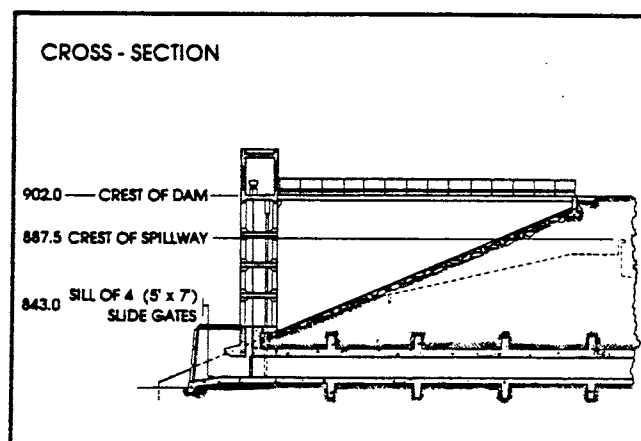 CROSS - SECTION
902.0 CREST OF DAM
887.5 CREST OF SPILLWAY
843.0 SILL OF 4 (5' x 7')
SLIDE GATES